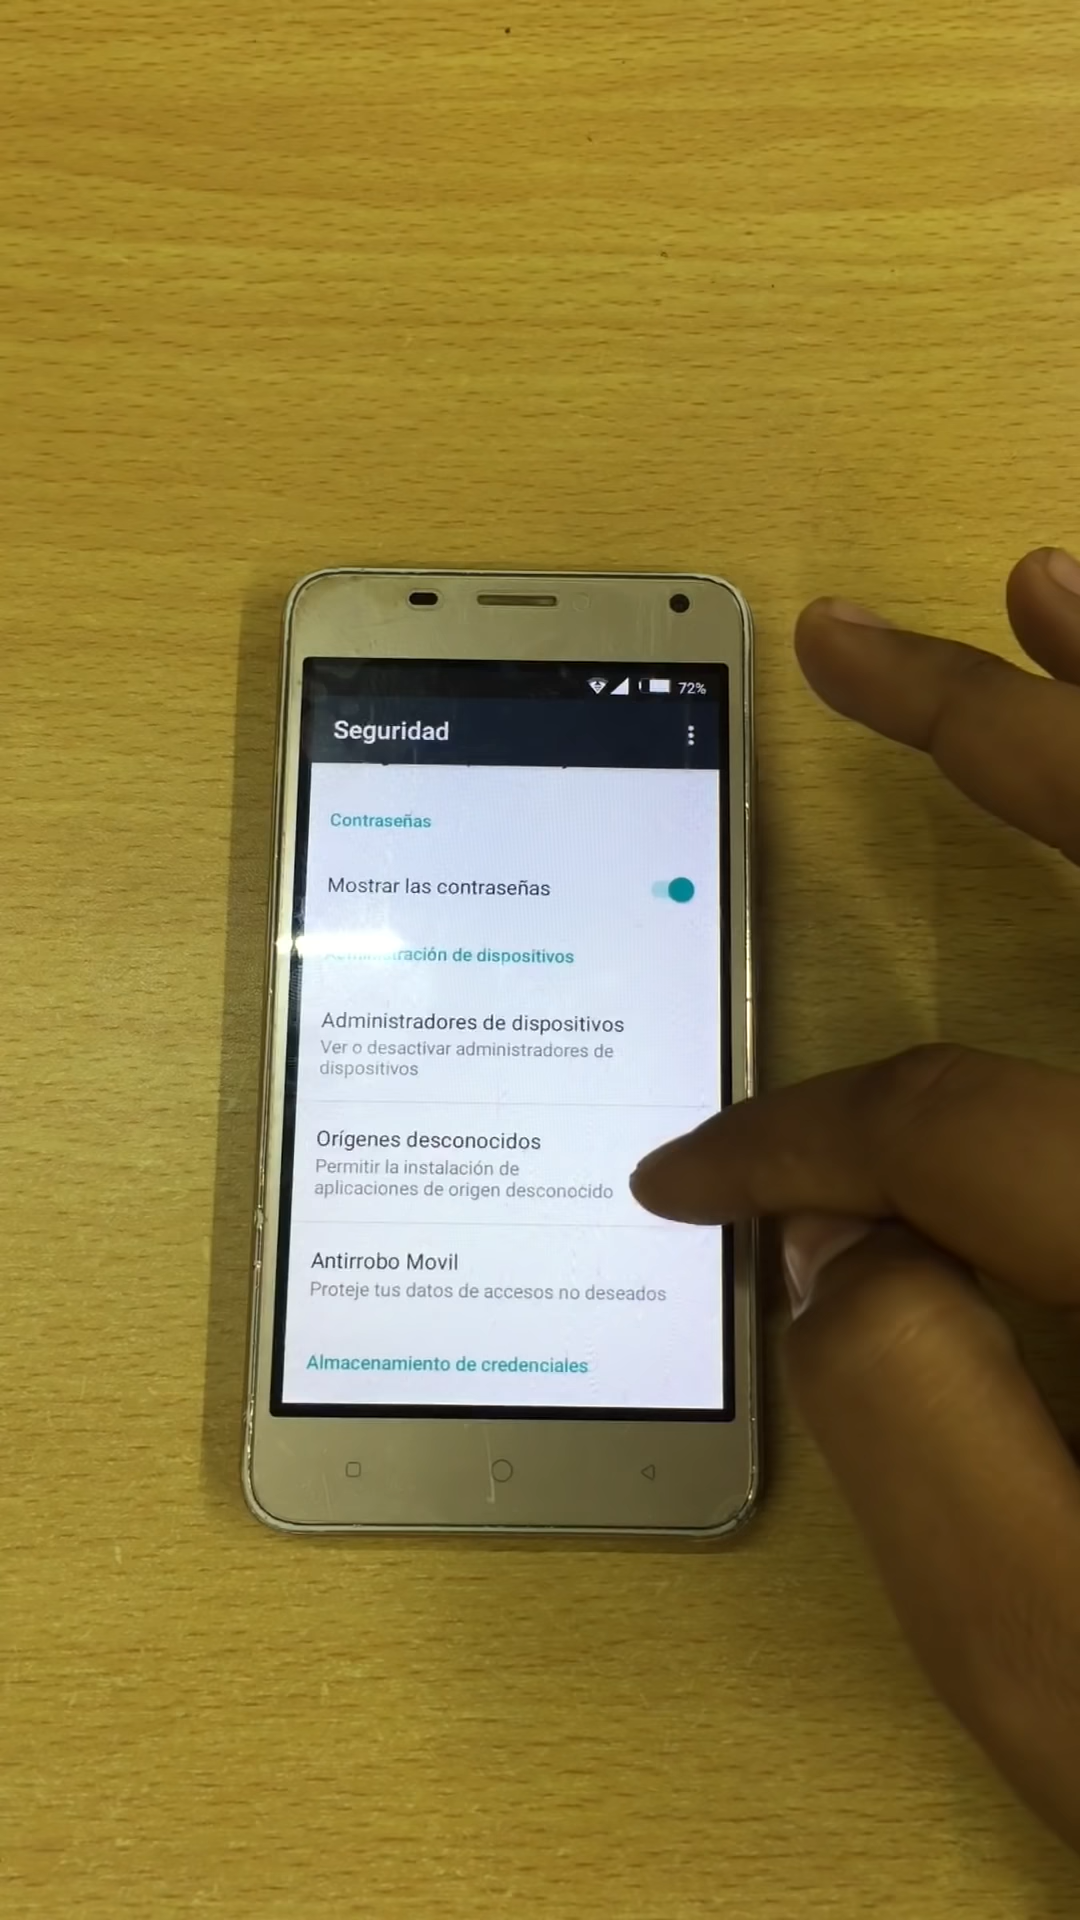 72%
Seguridad
Contraseñas
Mostrar las contraseñas
de dispositivos
Administradores de dispositivos
Ver o desactivar administradores de
dispositivos
Orígenes desconocidos
Permitir la instalación de
aplicaciones de origen desconocido
Antirrobo Movil
Proteje tus datos de accesos no deseados
Almacenamiento de credenciales